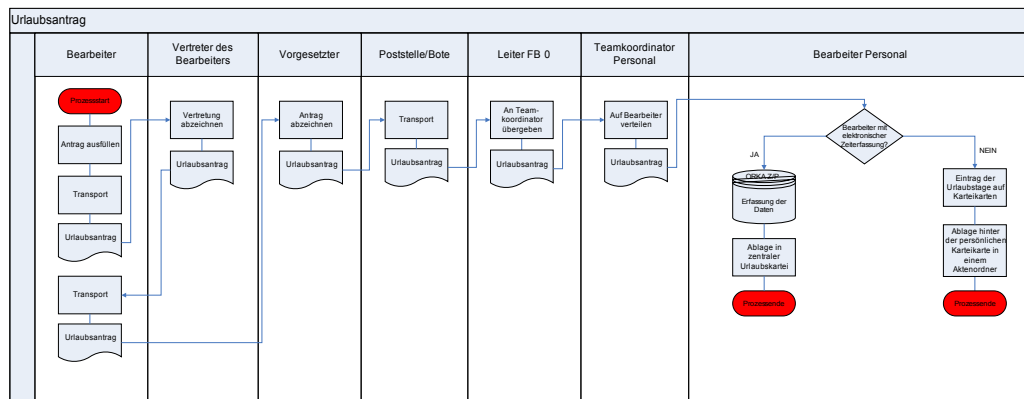 Urlaubsantrag
Bearbeiter
Vertreter des
Bearbeiters
Vorgesetzter
Poststelle/Bote
Leiter FB 0
Teamkoordinator
Personal
Bearbeiter Personal
Prozessstart
Antrag ausfüllen
Transport
Urlaubsantrag
Transport
Urlaubsantrag
Vertretung
abzeichnen
Urlaubsantrag
Antrag
abzeichnen
Urlaubsantrag
Transport
Urlaubsantrag
An Team-
koordinator
übergeben
Urlaubsantrag
Auf Bearbeiter
verteilen
Urlaubsantrag
Bearbeiter mit
elektronischer
Zeiterfassung?
JA
NEIN
ORKA Z/P
Erfassung der
Daten
Ablage in
zentraler
Urlaubskartei
Prozessende
Eintrag der
Urlaubstage auf
Karteikarten
Ablage hinter
der persönlichen
Karteikarte in
einem
Aktenordner
Prozessende